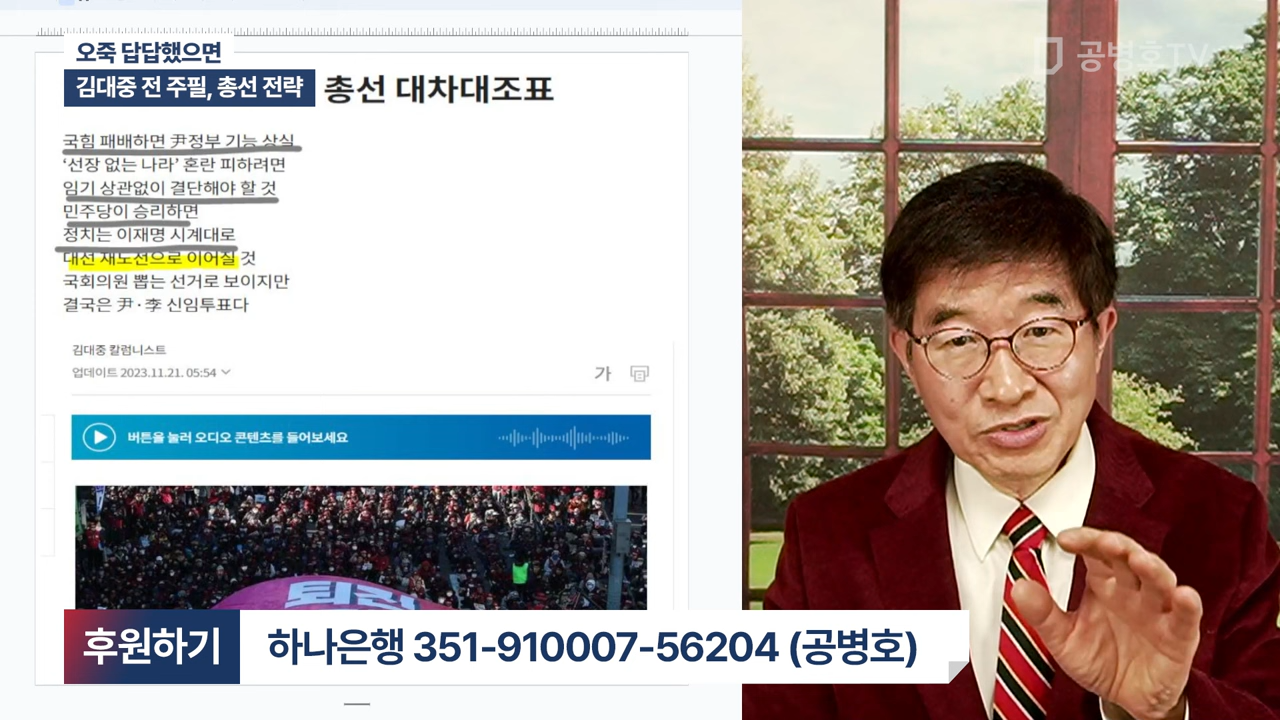 오죽 답답했으면
김대중 전 주필, 총선 전략
총선 대차대조표
국힘 패배하면 尹정부 기능 상실
‘선장 없는 나라’ 혼란 피하려면
임기 상관없이 결단해야 할 것
민주당이 승리하면
정치는 이재명 시계대로
대선 재도전으로 이어질 것
국회의원 뽑는 선거로 보이지만
결국은 尹·李 신임투표다
김대중 칼럼니스트
업데이트 2023.11.21. 05:54
가
버튼을 눌러 오디오 콘텐츠를 들어보세요
퇴진
후원하기
하나은행 351-910007-56204 (공병호)
공병호TV